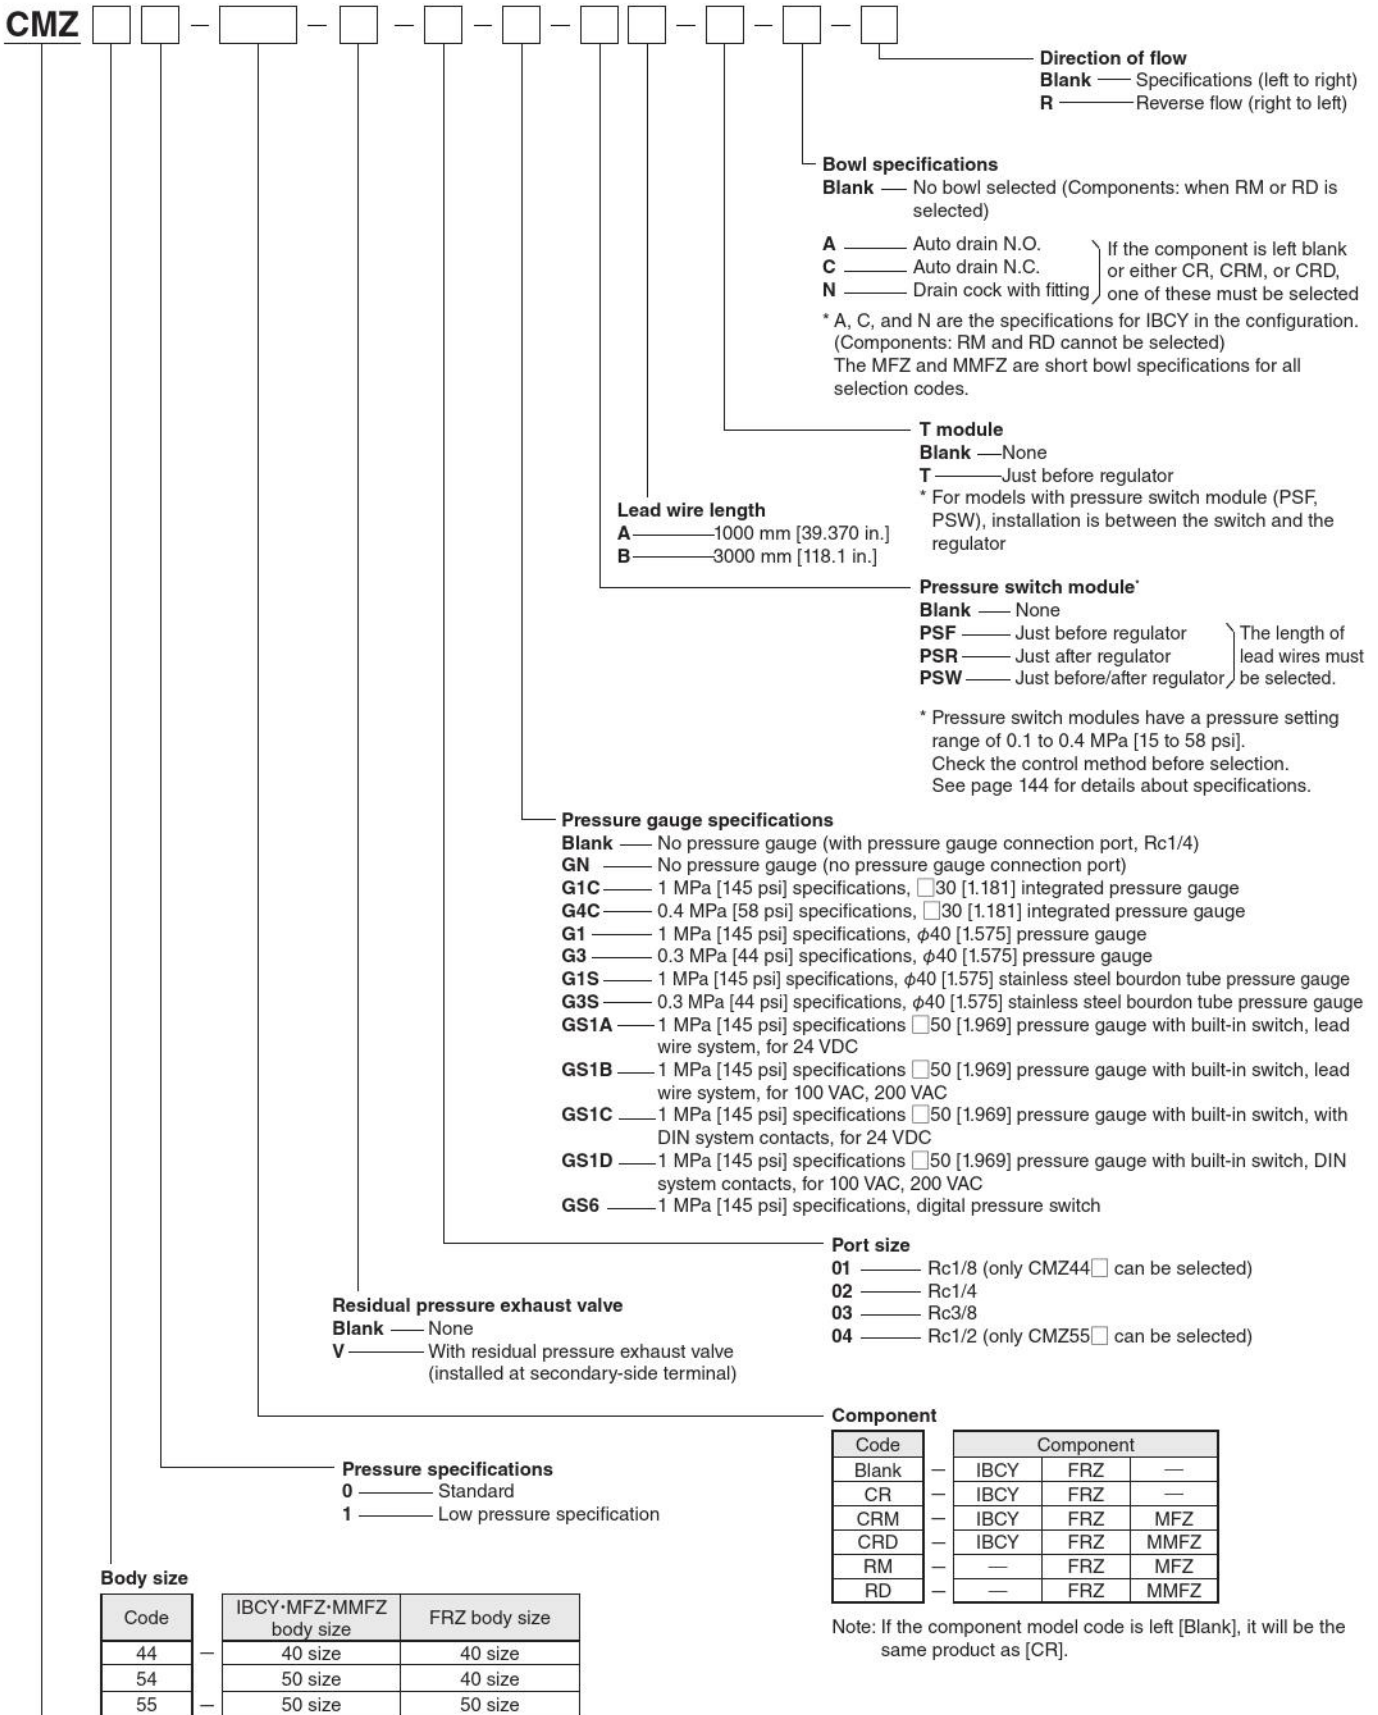 CMZ □ □ – □ – □ – □ – □ – □ □ – □ – □ – □
Direction of flow
Blank — Specifications (left to right)
R — Reverse flow (right to left)
Bowl specifications
Blank — No bowl selected (Components: when RM or RD is
selected)
A — Auto drain N.O.
C — Auto drain N.C.
N — Drain cock with fitting
If the component is left blank
or either CR, CRM, or CRD,
one of these must be selected
* A, C, and N are the specifications for IBCY in the configuration.
(Components: RM and RD cannot be selected)
The MFZ and MMFZ are short bowl specifications for all
selection codes.
T module
Blank — None
T — Just before regulator
* For models with pressure switch module (PSF,
PSW), installation is between the switch and the
regulator
Lead wire length
A — 1000 mm [39.370 in.]
B — 3000 mm [118.1 in.]
Pressure switch module*
Blank — None
PSF — Just before regulator
PSR — Just after regulator
PSW — Just before/after regulator
The length of
lead wires must
be selected.
* Pressure switch modules have a pressure setting
range of 0.1 to 0.4 MPa [15 to 58 psi].
Check the control method before selection.
See page 144 for details about specifications.
Pressure gauge specifications
Blank — No pressure gauge (with pressure gauge connection port, Rc1/4)
GN — No pressure gauge (no pressure gauge connection port)
G1C — 1 MPa [145 psi] specifications, □30 [1.181] integrated pressure gauge
G4C — 0.4 MPa [58 psi] specifications, □30 [1.181] integrated pressure gauge
G1 — 1 MPa [145 psi] specifications, φ40 [1.575] pressure gauge
G3 — 0.3 MPa [44 psi] specifications, φ40 [1.575] pressure gauge
G1S — 1 MPa [145 psi] specifications, φ40 [1.575] stainless steel bourdon tube pressure gauge
G3S — 0.3 MPa [44 psi] specifications, φ40 [1.575] stainless steel bourdon tube pressure gauge
GS1A — 1 MPa [145 psi] specifications □50 [1.969] pressure gauge with built-in switch, lead
wire system, for 24 VDC
GS1B — 1 MPa [145 psi] specifications □50 [1.969] pressure gauge with built-in switch, lead
wire system, for 100 VAC, 200 VAC
GS1C — 1 MPa [145 psi] specifications □50 [1.969] pressure gauge with built-in switch, with
DIN system contacts, for 24 VDC
GS1D — 1 MPa [145 psi] specifications □50 [1.969] pressure gauge with built-in switch, DIN
system contacts, for 100 VAC, 200 VAC
GS6 — 1 MPa [145 psi] specifications, digital pressure switch
Port size
01 — Rc1/8 (only CMZ44□ can be selected)
02 — Rc1/4
03 — Rc3/8
04 — Rc1/2 (only CMZ55□ can be selected)
Residual pressure exhaust valve
Blank — None
V — With residual pressure exhaust valve
(installed at secondary-side terminal)
Component
Code Component
Blank – IBCY FRZ —
CR – IBCY FRZ —
CRM – IBCY FRZ MFZ
CRD – IBCY FRZ MMFZ
RM – — FRZ MFZ
RD – — FRZ MMFZ
Note: If the component model code is left [Blank], it will be the
same product as [CR].
Pressure specifications
0 — Standard
1 — Low pressure specification
Body size
Code IBCY·MFZ·MMFZ body size FRZ body size
44 – 40 size 40 size
54 50 size 40 size
55 – 50 size 50 size